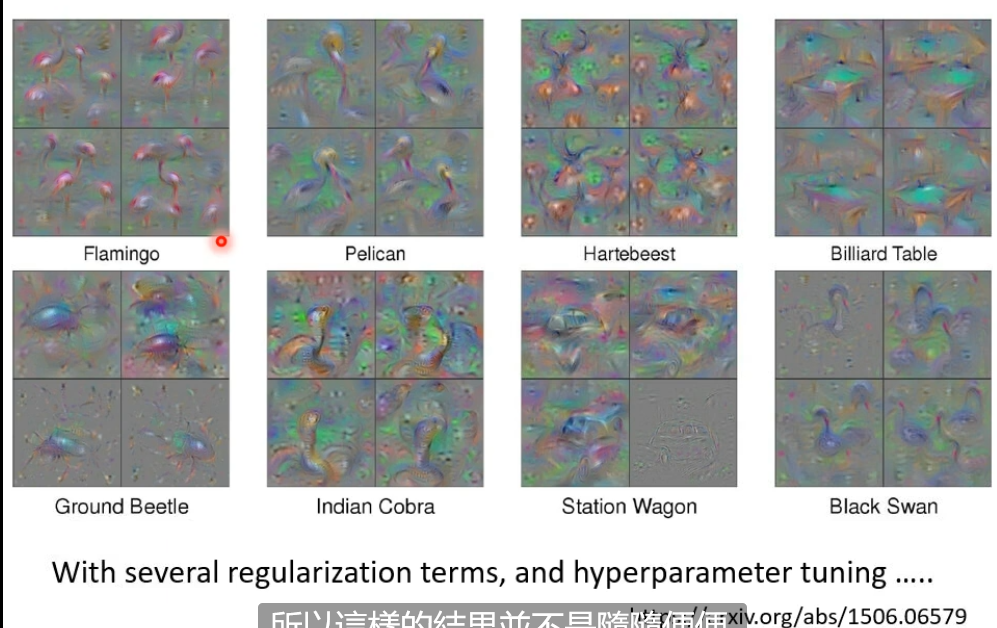 Flamingo
Pelican
Hartebeest
Billiard Table
Ground Beetle
Indian Cobra
Station Wagon
Black Swan
With several regularization terms, and hyperparameter tuning .....
xiv.org/abs/1506.06579
所以這樣的結果並不是隨隨便便